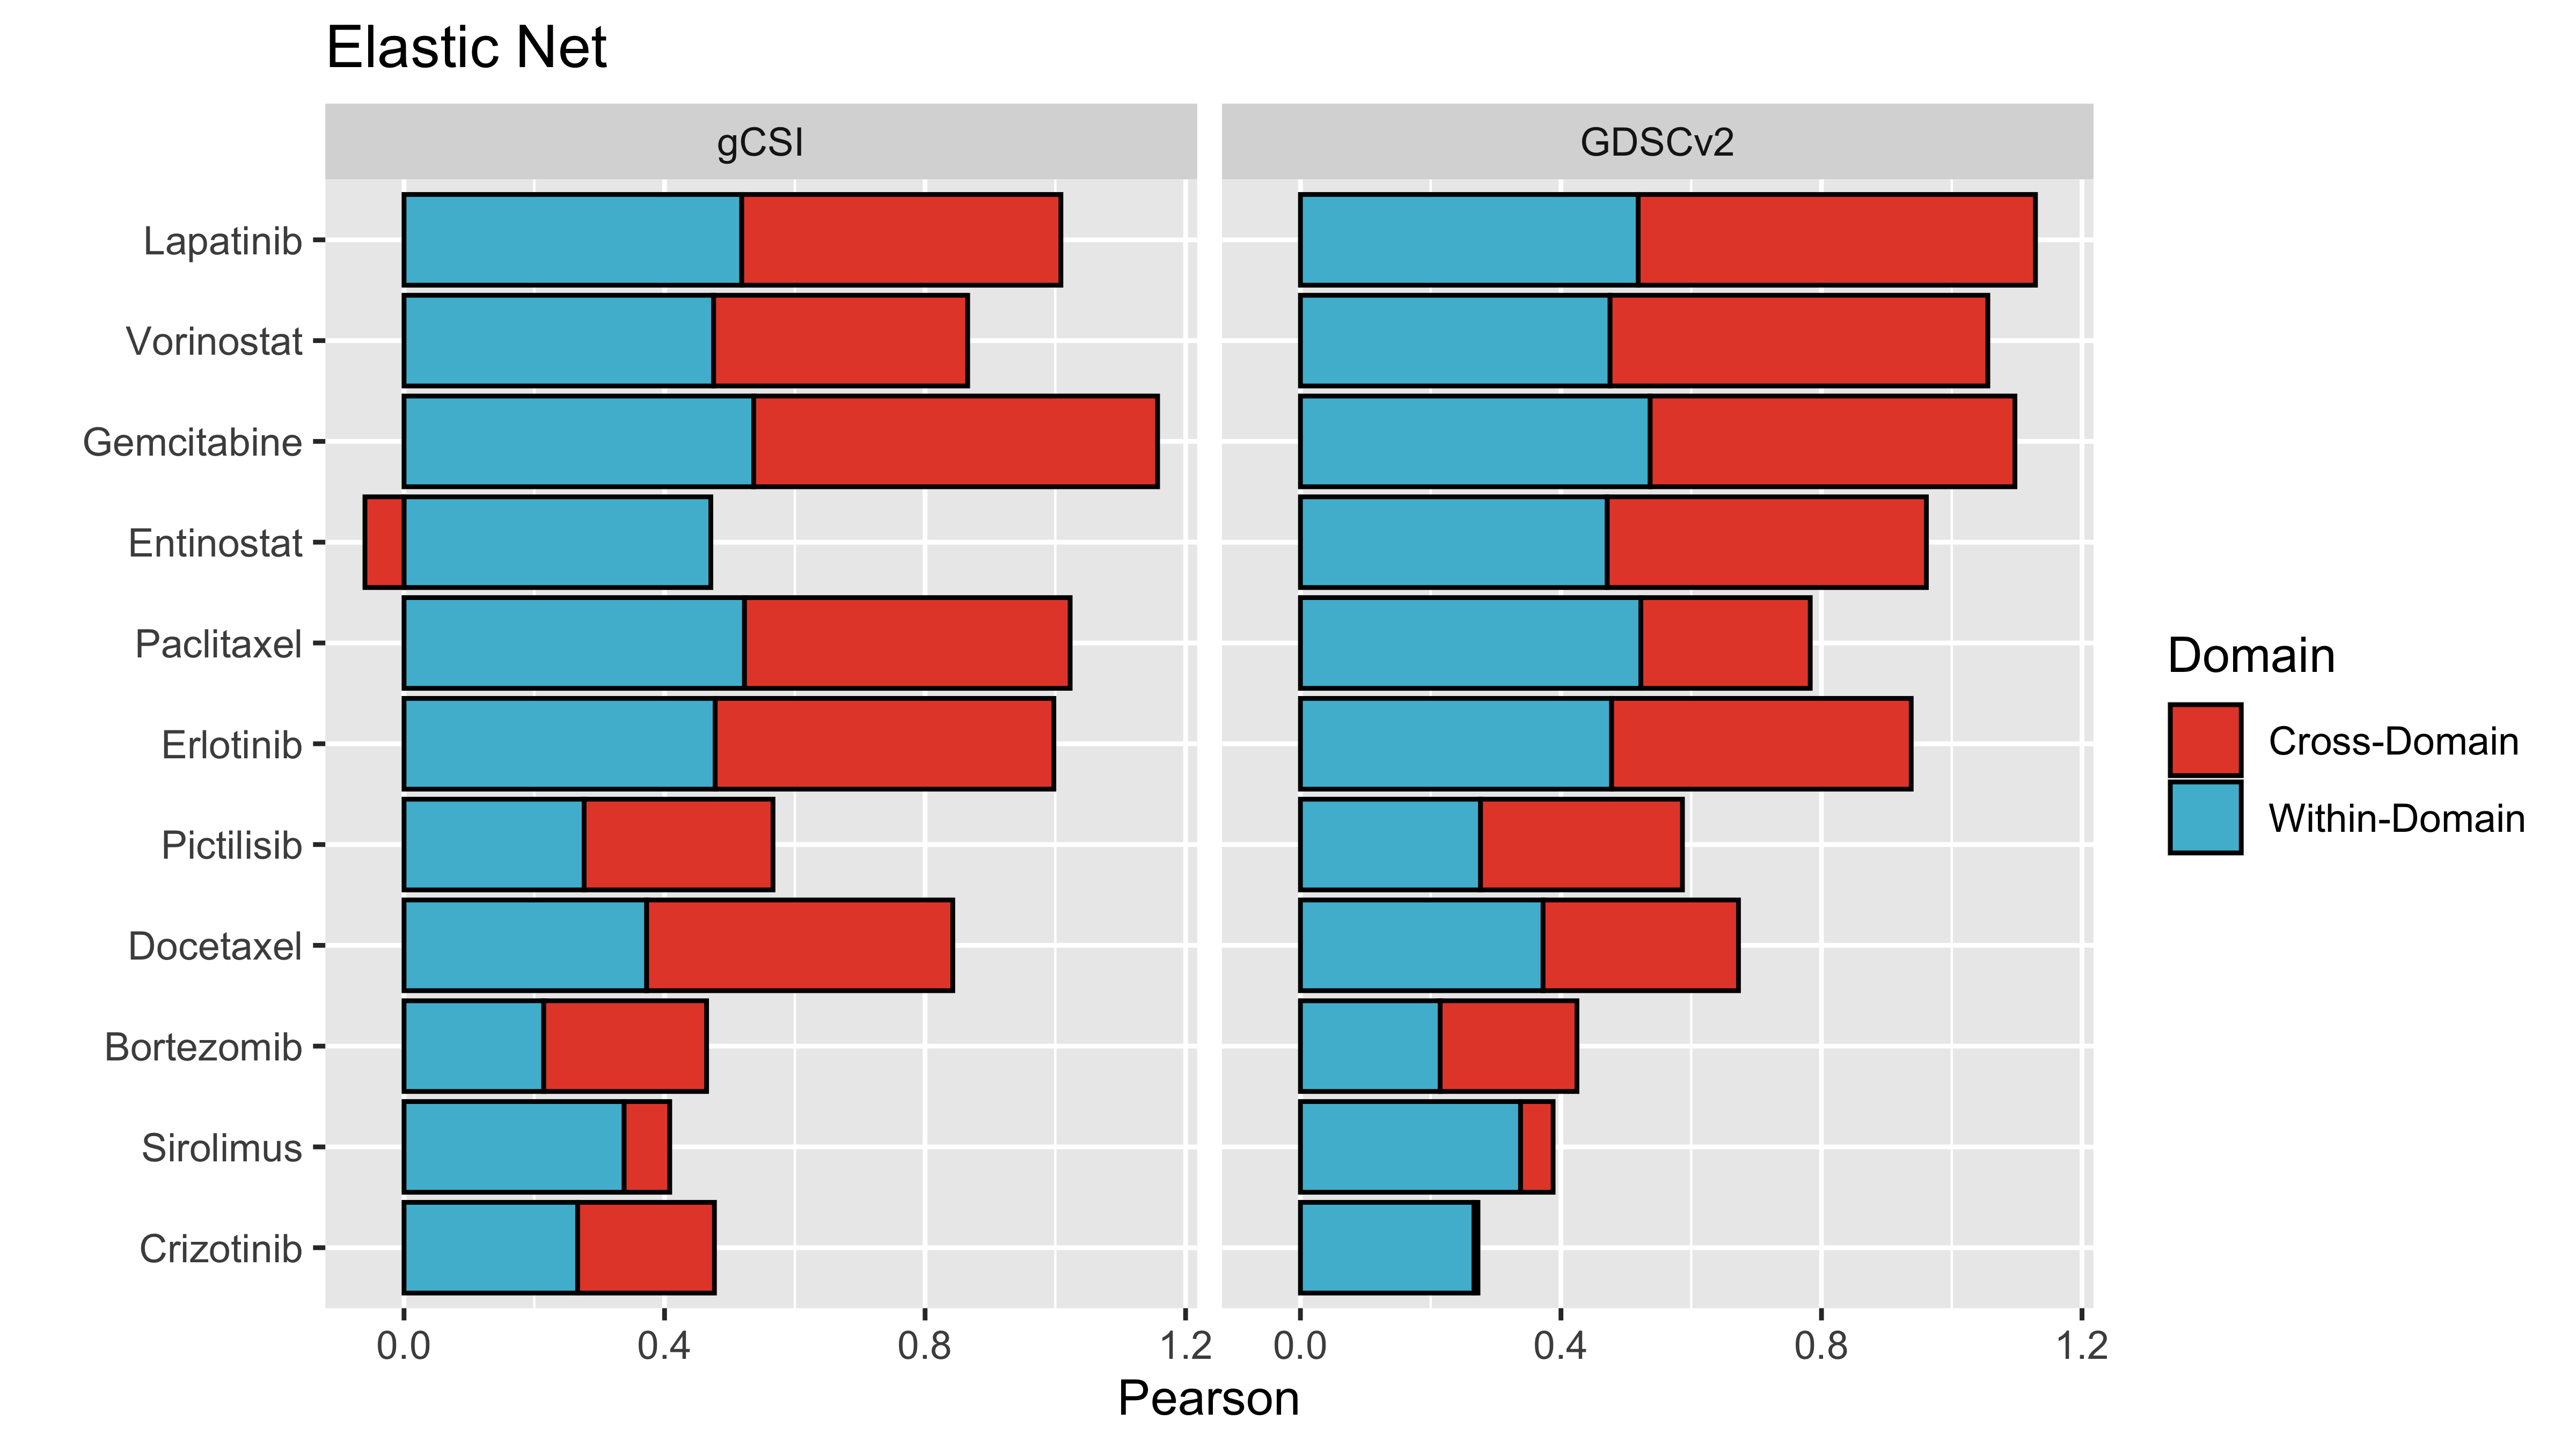 Elastic Net
gCSI
GDSCv2
Lapatinib
Vorinostat
Gemcitabine
Entinostat
Paclitaxel
Erlotinib
Pictilisib
Docetaxel
Bortezomib
Sirolimus
Crizotinib
0.0 0.4 0.8 1.2 0.0 0.4 0.8 1.2
Pearson
Domain
Cross-Domain
Within-Domain